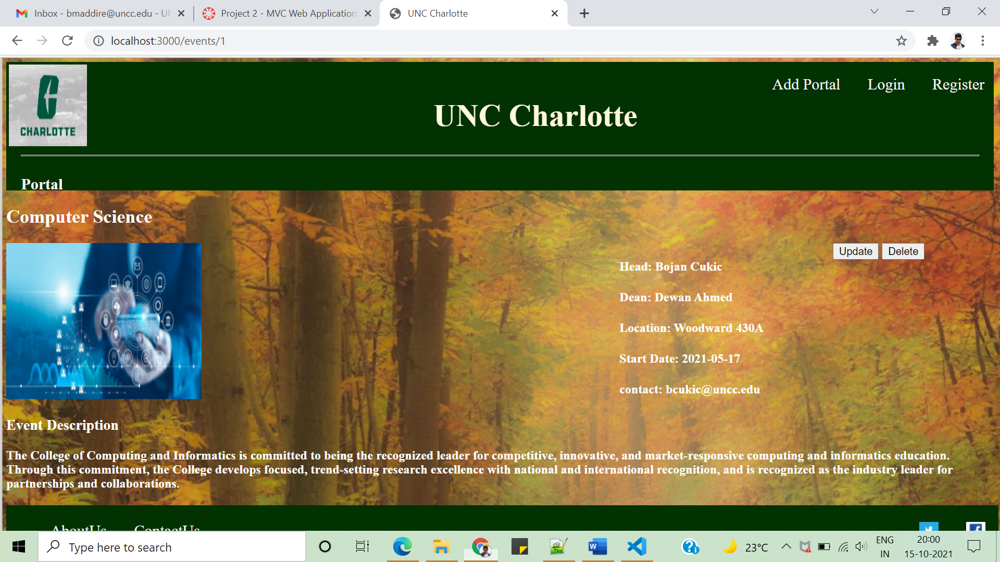 Inbox - bmaddire@uncc.edu - UN
Project 2 - MVC Web Application
UNC Charlotte
localhost:3000/events/1
CHARLOTTE
Add Portal
Login
Register
UNC Charlotte
Portal
Computer Science
Update
Delete
Head: Bojan Cukic
Dean: Dewan Ahmed
Location: Woodward 430A
Start Date: 2021-05-17
contact: bcukic@uncc.edu
Event Description
The College of Computing and Informatics is committed to being the recognized leader for competitive, innovative, and market-responsive computing and informatics education.
Through this commitment, the College develops focused, trend-setting research excellence with national and international recognition, and is recognized as the industry leader for
partnerships and collaborations.
AboutUs
ContactUs
Type here to search
23°C
ENG
IN
20:00
15-10-2021